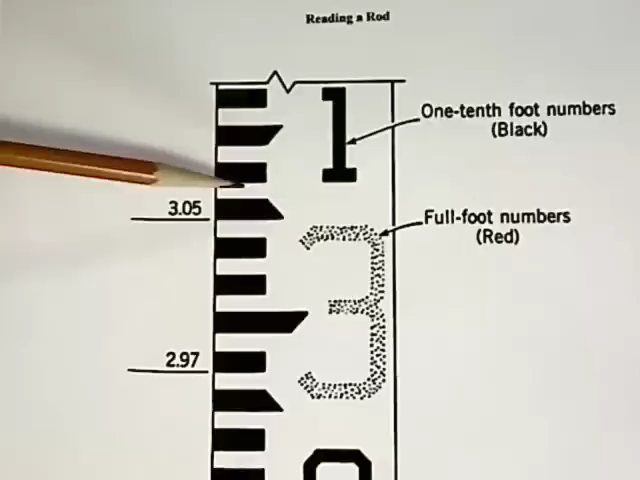 Reading a Rod
1
One-tenth foot numbers
(Black)
3.05
Full-foot numbers
(Red)
3
2.97